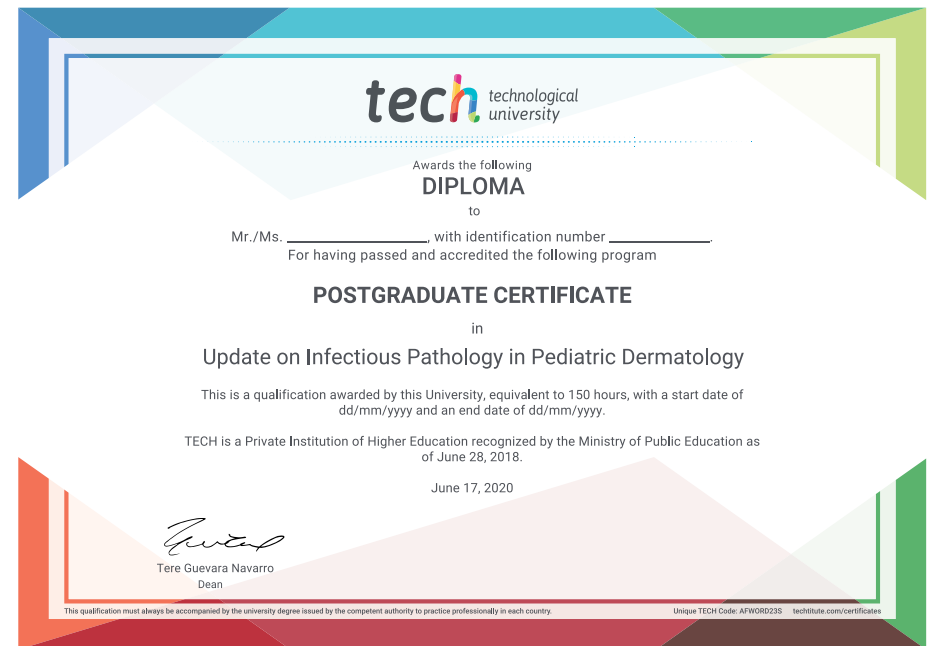 tech technological
university
Awards the following
DIPLOMA
to
Mr./Ms. ____________, with identification number ____________.
For having passed and accredited the following program
POSTGRADUATE CERTIFICATE
in
Update on Infectious Pathology in Pediatric Dermatology
This is a qualification awarded by this University, equivalent to 150 hours, with a start date of
dd/mm/yyyy and an end date of dd/mm/yyyy.
TECH is a Private Institution of Higher Education recognized by the Ministry of Public Education as
of June 28, 2018.
June 17, 2020
Tere Guevara Navarro
Dean
This qualification must always be accompanied by the university degree issued by the competent authority to practice professionally in each country. Unique TECH Code: AFWORD23S techtitute.com/certificates